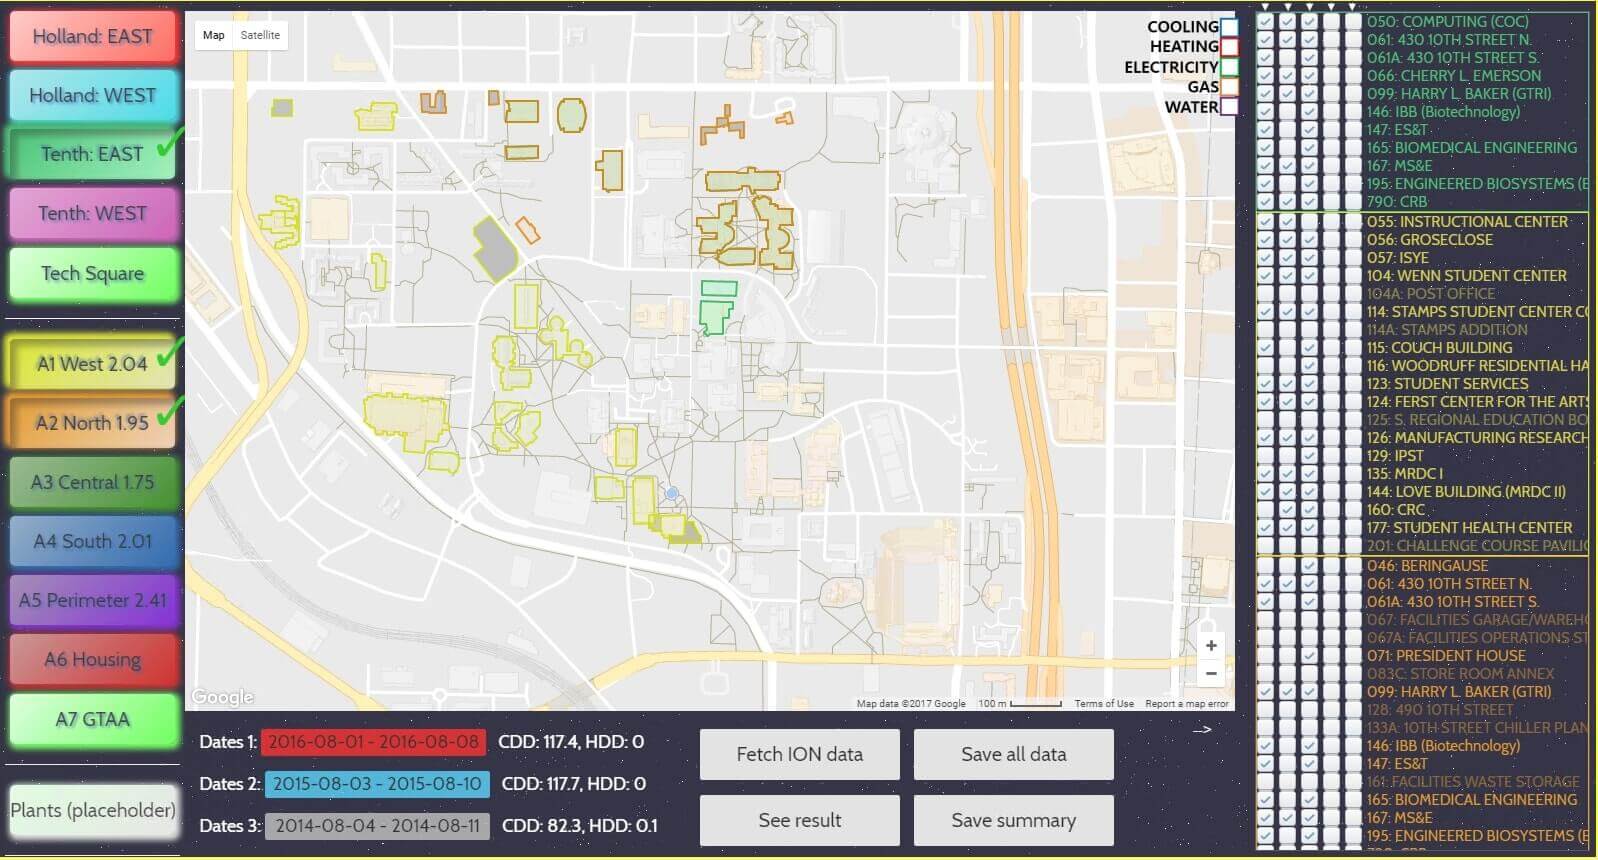 Holland: EAST
Holland: WEST
Tenth: EAST
Tenth: WEST
Tech Square
A1 West 2.04
A2 North 1.95
A3 Central 1.75
A4 South 2.01
A5 Perimeter 2.41
A6 Housing
A7 GTAA
Plants (placeholder)
Map Satellite
COOLING
HEATING
ELECTRICITY
GAS
WATER
+
−
Google
Map data ©2017 Google 100 m Terms of Use Report a map error
Dates 1: 2016-08-01 - 2016-08-08 CDD: 117.4, HDD: 0
Dates 2: 2015-08-03 - 2015-08-10 CDD: 117.7, HDD: 0
Dates 3: 2014-08-04 - 2014-08-11 CDD: 82.3, HDD: 0.1
Fetch ION data
Save all data
See result
Save summary
-->
050: COMPUTING (COC)
061: 430 10TH STREET N.
061A: 430 10TH STREET S.
066: CHERRY L. EMERSON
099: HARRY L. BAKER (GTRI)
146: IBB (Biotechnology)
147: ES&T
165: BIOMEDICAL ENGINEERING
167: MS&E
195: ENGINEERED BIOSYSTEMS (E
790: CRB
055: INSTRUCTIONAL CENTER
056: GROSECLOSE
057: ISYE
104: WENN STUDENT CENTER
104A: POST OFFICE
114: STAMPS STUDENT CENTER CO
114A: STAMPS ADDITION
115: COUCH BUILDING
116: WOODRUFF RESIDENTIAL HA
123: STUDENT SERVICES
124: FERST CENTER FOR THE ARTS
125: S. REGIONAL EDUCATION BO
126: MANUFACTURING RESEARCH
129: IPST
135: MRDC I
144: LOVE BUILDING (MRDC II)
160: CRC
177: STUDENT HEALTH CENTER
201: CHALLENGE COURSE PAVILIO
046: BERINGAUSE
061: 430 10TH STREET N.
061A: 430 10TH STREET S.
067: FACILITIES GARAGE/WAREHO
067A: FACILITIES OPERATIONS ST
071: PRESIDENT HOUSE
083C: STORE ROOM ANNEX
099: HARRY L. BAKER (GTRI)
128: 490 10TH STREET
133A: 10TH STREET CHILLER PLAN
146: IBB (Biotechnology)
147: ES&T
161: FACILITIES WASTE STORAGE
165: BIOMEDICAL ENGINEERING
167: MS&E
195: ENGINEERED BIOSYSTEMS (E